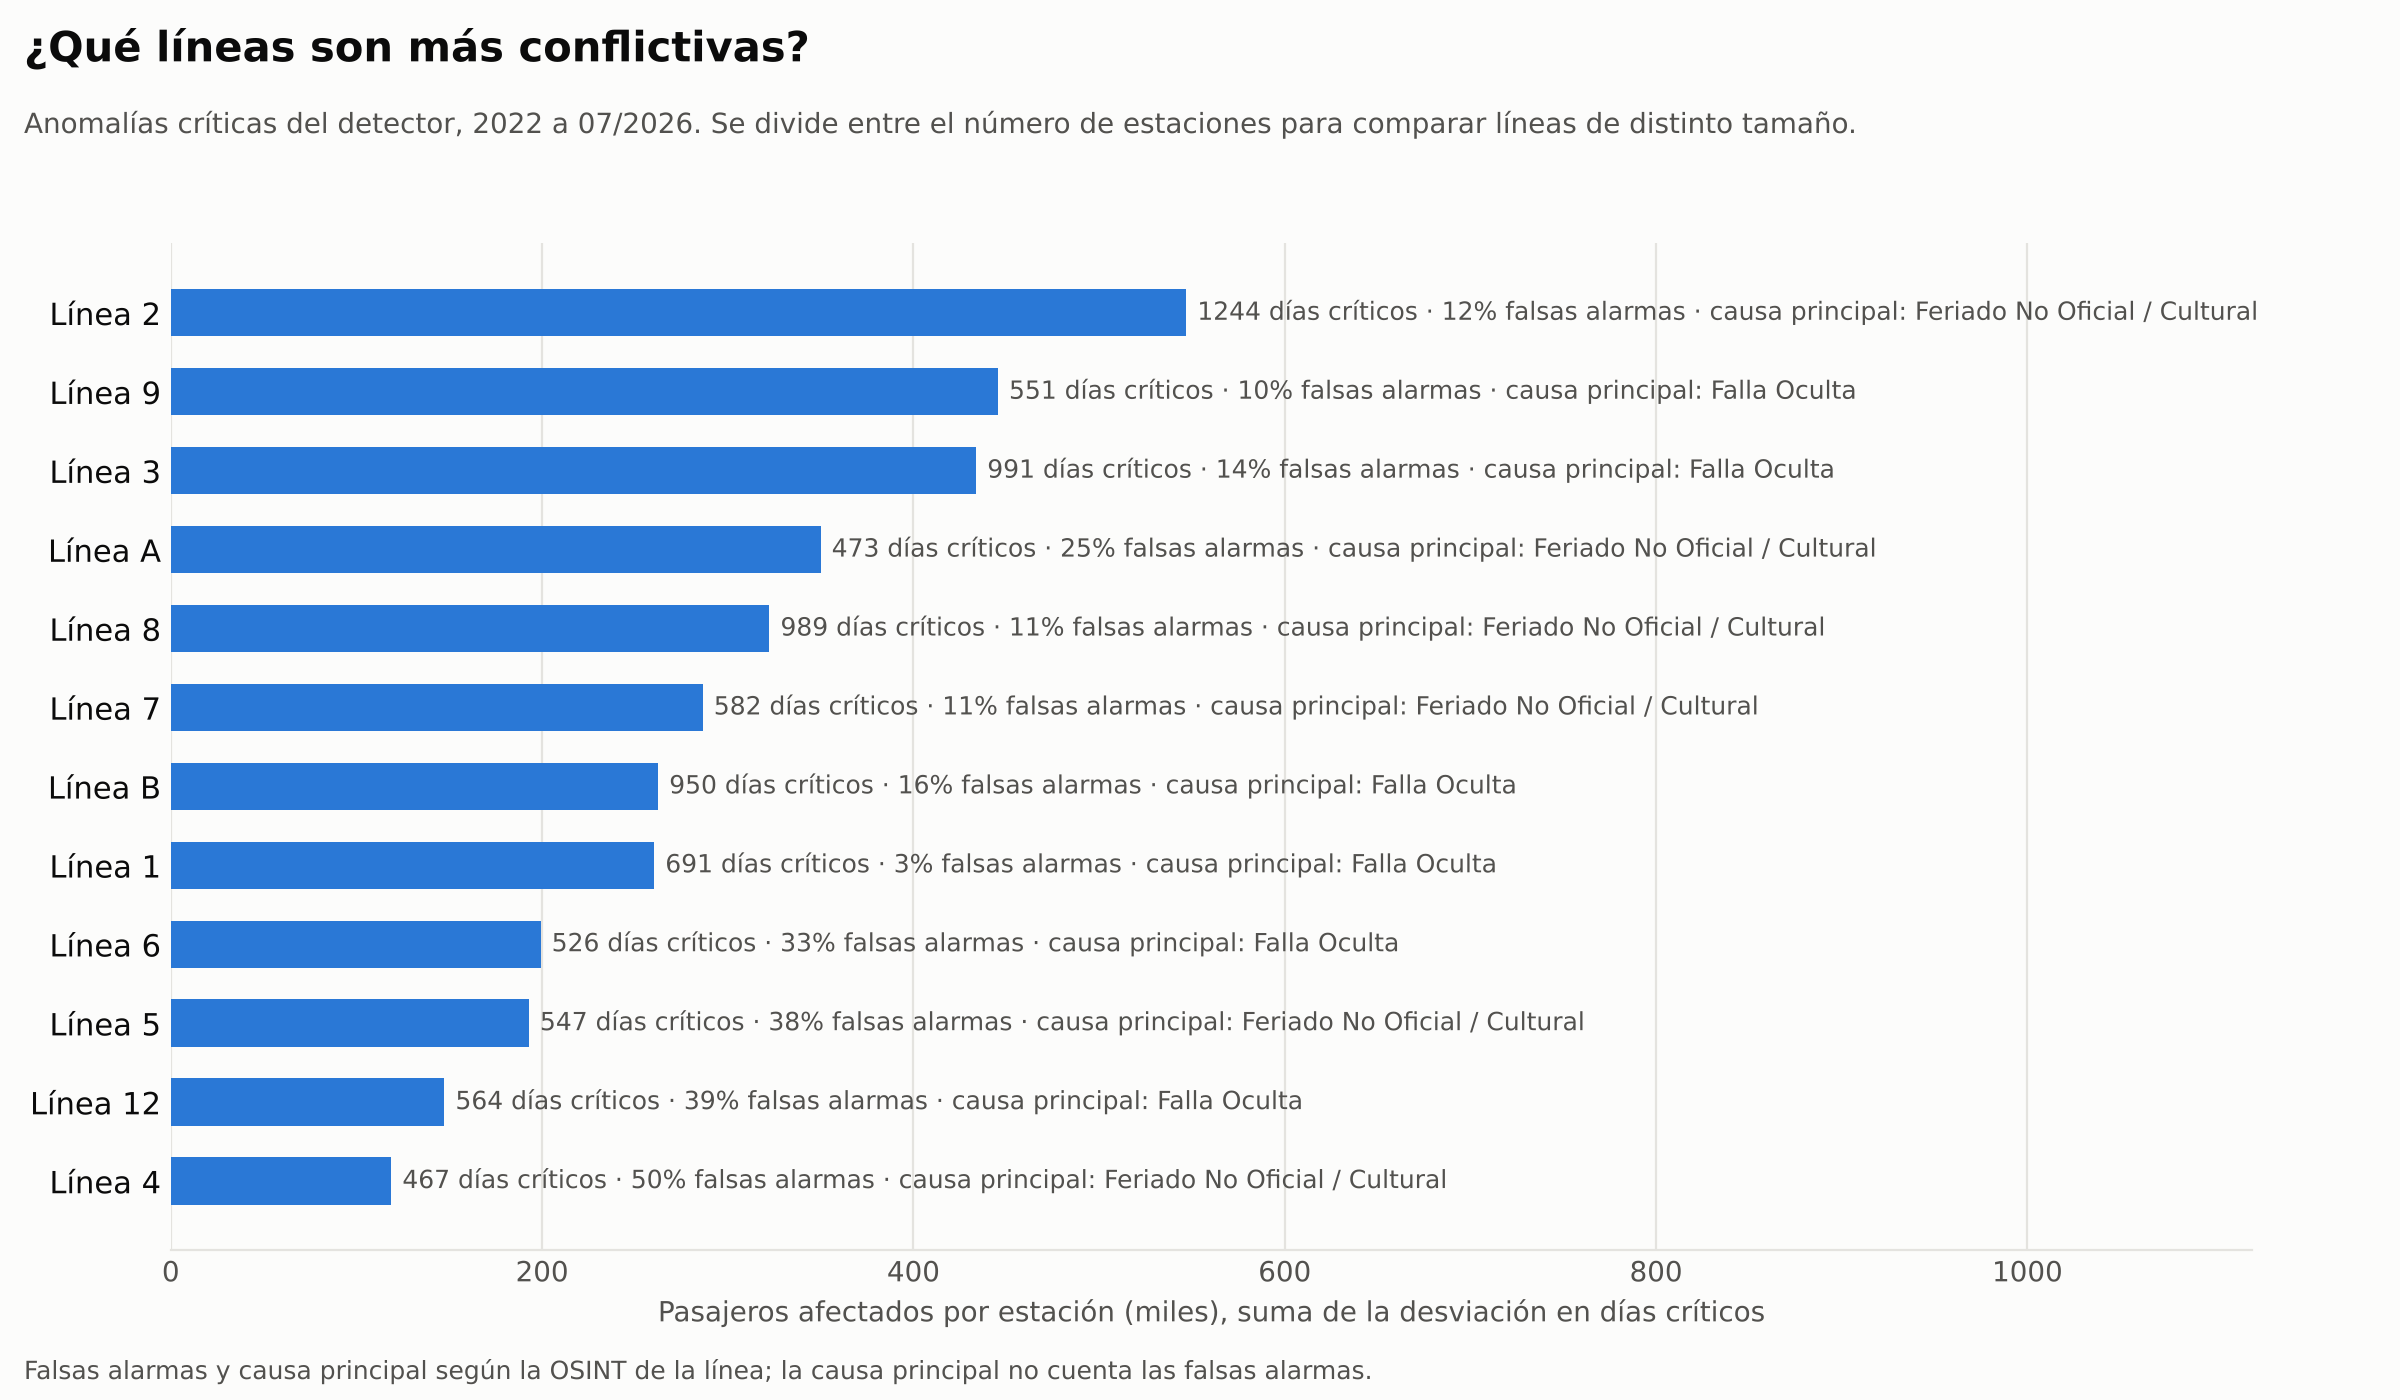 ¿Qué líneas son más conflictivas?
Anomalías críticas del detector, 2022 a 07/2026. Se divide entre el número de estaciones para comparar líneas de distinto tamaño.
Línea 2 1244 días críticos · 12% falsas alarmas · causa principal: Feriado No Oficial / Cultural
Línea 9 551 días críticos · 10% falsas alarmas · causa principal: Falla Oculta
Línea 3 991 días críticos · 14% falsas alarmas · causa principal: Falla Oculta
Línea A 473 días críticos · 25% falsas alarmas · causa principal: Feriado No Oficial / Cultural
Línea 8 989 días críticos · 11% falsas alarmas · causa principal: Feriado No Oficial / Cultural
Línea 7 582 días críticos · 11% falsas alarmas · causa principal: Feriado No Oficial / Cultural
Línea B 950 días críticos · 16% falsas alarmas · causa principal: Falla Oculta
Línea 1 691 días críticos · 3% falsas alarmas · causa principal: Falla Oculta
Línea 6 526 días críticos · 33% falsas alarmas · causa principal: Falla Oculta
Línea 5 547 días críticos · 38% falsas alarmas · causa principal: Feriado No Oficial / Cultural
Línea 12 564 días críticos · 39% falsas alarmas · causa principal: Falla Oculta
Línea 4 467 días críticos · 50% falsas alarmas · causa principal: Feriado No Oficial / Cultural
0 200 400 600 800 1000
Pasajeros afectados por estación (miles), suma de la desviación en días críticos
Falsas alarmas y causa principal según la OSINT de la línea; la causa principal no cuenta las falsas alarmas.